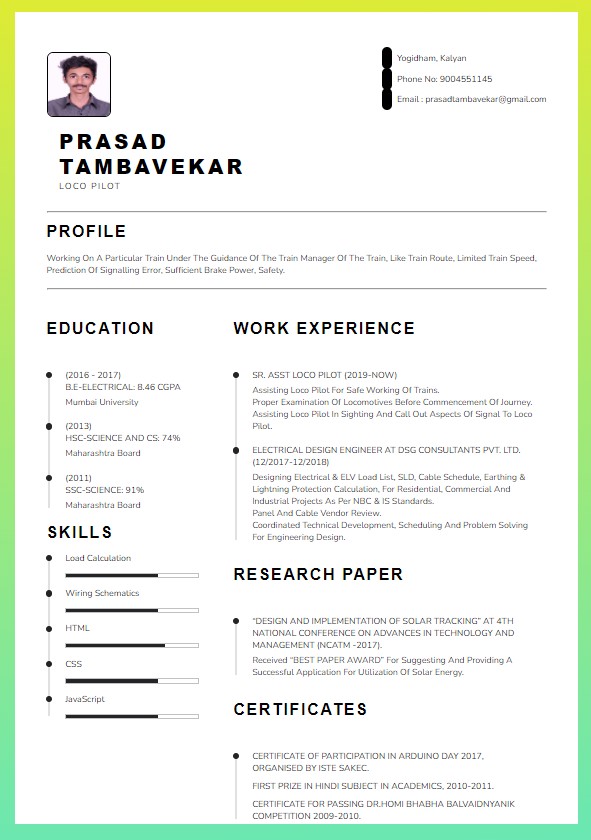 Yogidham, Kalyan
Phone No: 9004551145
Email : prasadtambavekar@gmail.com
PRASAD
TAMBAVEKAR
LOCO PILOT
PROFILE
Working On A Particular Train Under The Guidance Of The Train Manager Of The Train, Like Train Route, Limited Train Speed,
Prediction Of Signalling Error, Sufficient Brake Power, Safety.
EDUCATION
(2016 - 2017)
B.E-ELECTRICAL: 8.46 CGPA
Mumbai University
(2013)
HSC-SCIENCE AND CS: 74%
Maharashtra Board
(2011)
SSC-SCIENCE: 91%
Maharashtra Board
SKILLS
Load Calculation
Wiring Schematics
HTML
CSS
JavaScript
WORK EXPERIENCE
SR. ASST LOCO PILOT (2019-NOW)
Assisting Loco Pilot For Safe Working Of Trains.
Proper Examination Of Locomotives Before Commencement Of Journey.
Assisting Loco Pilot In Sighting And Call Out Aspects Of Signal To Loco
Pilot.
ELECTRICAL DESIGN ENGINEER AT DSG CONSULTANTS PVT. LTD.
(12/2017-12/2018)
Designing Electrical & ELV Load List, SLD, Cable Schedule, Earthing &
Lightning Protection Calculation, For Residential, Commercial And
Industrial Projects As Per NBC & IS Standards.
Panel And Cable Vendor Review.
Coordinated Technical Development, Scheduling And Problem Solving
For Engineering Design.
RESEARCH PAPER
“DESIGN AND IMPLEMENTATION OF SOLAR TRACKING” AT 4TH
NATIONAL CONFERENCE ON ADVANCES IN TECHNOLOGY AND
MANAGEMENT (NCATM -2017).
Received “BEST PAPER AWARD” For Suggesting And Providing A
Successful Application For Utilization Of Solar Energy.
CERTIFICATES
CERTIFICATE OF PARTICIPATION IN ARDUINO DAY 2017,
ORGANISED BY ISTE SAKEC.
FIRST PRIZE IN HINDI SUBJECT IN ACADEMICS, 2010-2011.
CERTIFICATE FOR PASSING DR.HOMI BHABHA BALVAIDNYANIK
COMPETITION 2009-2010.